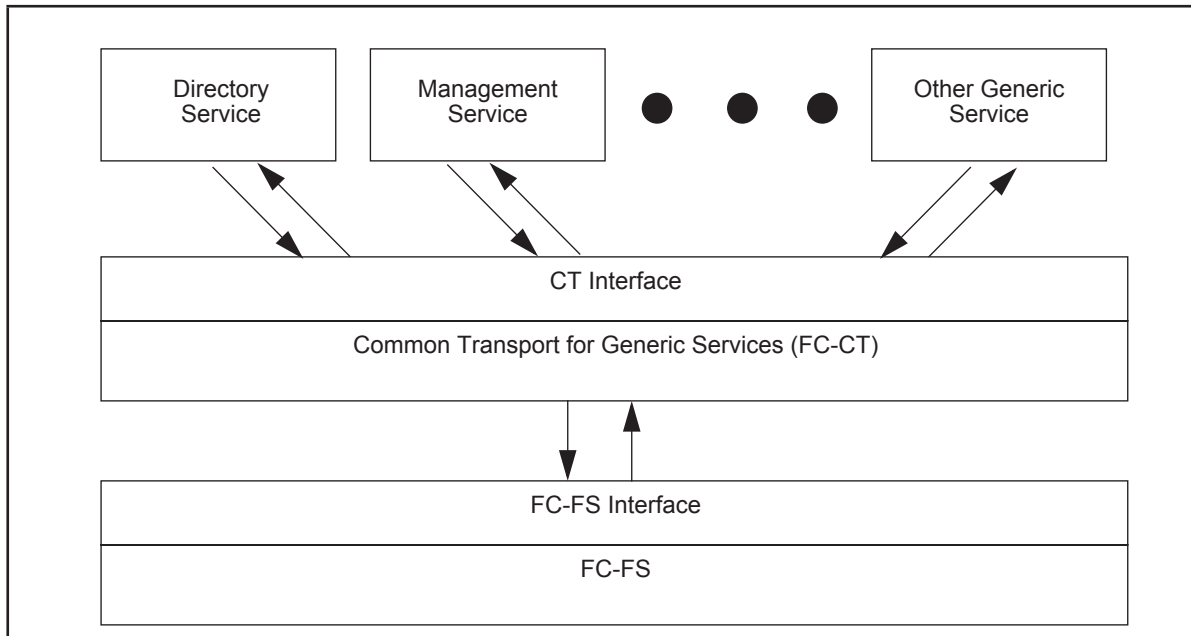 Directory
Service
Management
Service
Other Generic
Service
CT Interface
Common Transport for Generic Services (FC-CT)
FC-FS Interface
FC-FS